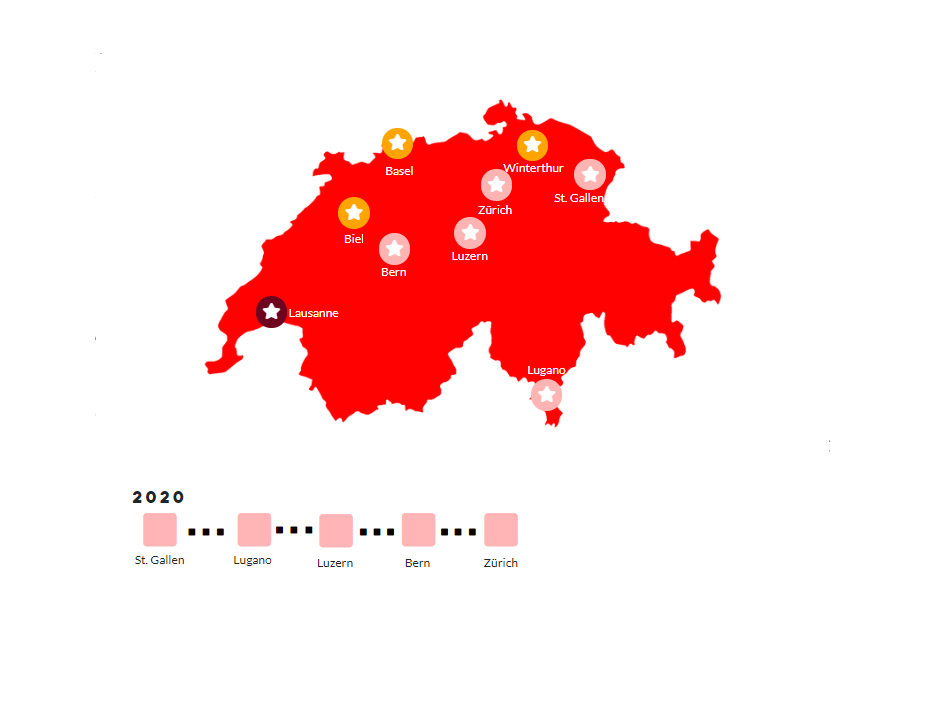 Basel
Winterthur
St. Gallen
Zürich
Biel
Luzern
Bern
Lausanne
Lugano
2020
St. Gallen
Lugano
Luzern
Bern
Zürich